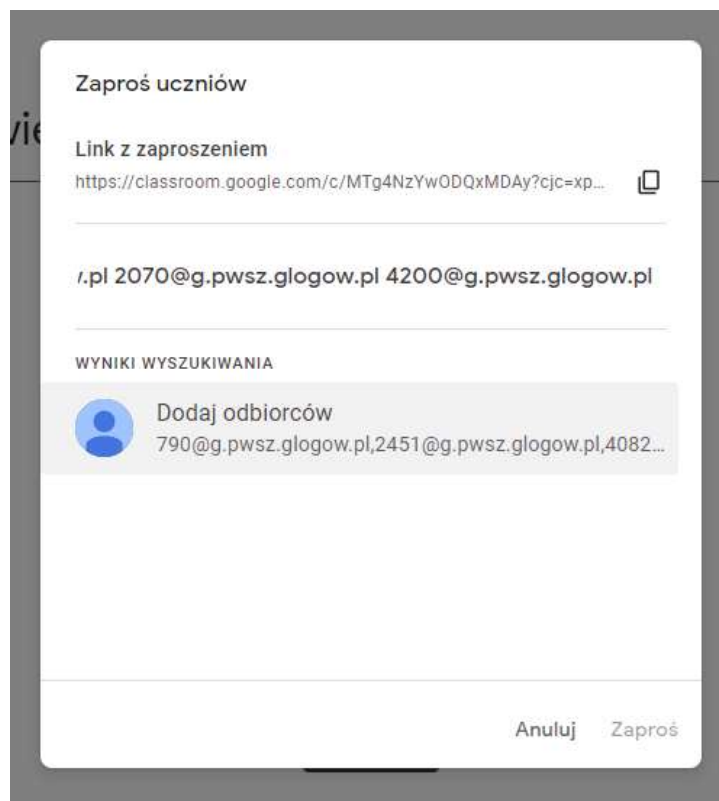 Zaproś uczniów
Link z zaproszeniem
https://classroom.google.com/c/MTg4NzYwODQxMDAy?cjc=xp...
.pl 2070@g.pwsz.glogow.pl 4200@g.pwsz.glogow.pl
WYNIKI WYSZUKIWANIA
Dodaj odbiorców
790@g.pwsz.glogow.pl,2451@g.pwsz.glogow.pl,4082...
Anuluj Zaproś